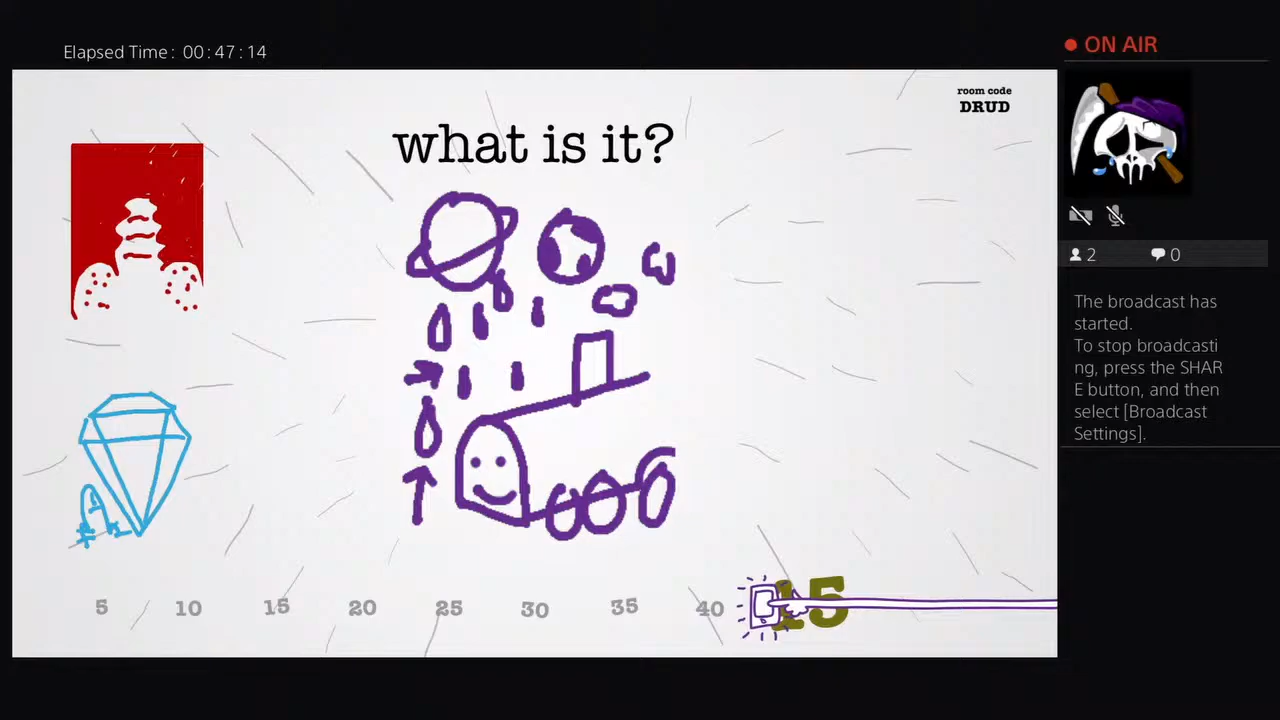 Elapsed Time: 00:47:14
ON AIR
room code
DRUD
what is it?
2 0
The broadcast has
started.
To stop broadcasti
ng, press the SHAR
E button, and then
select [Broadcast
Settings].
5 10 15 20 25 30 35 40